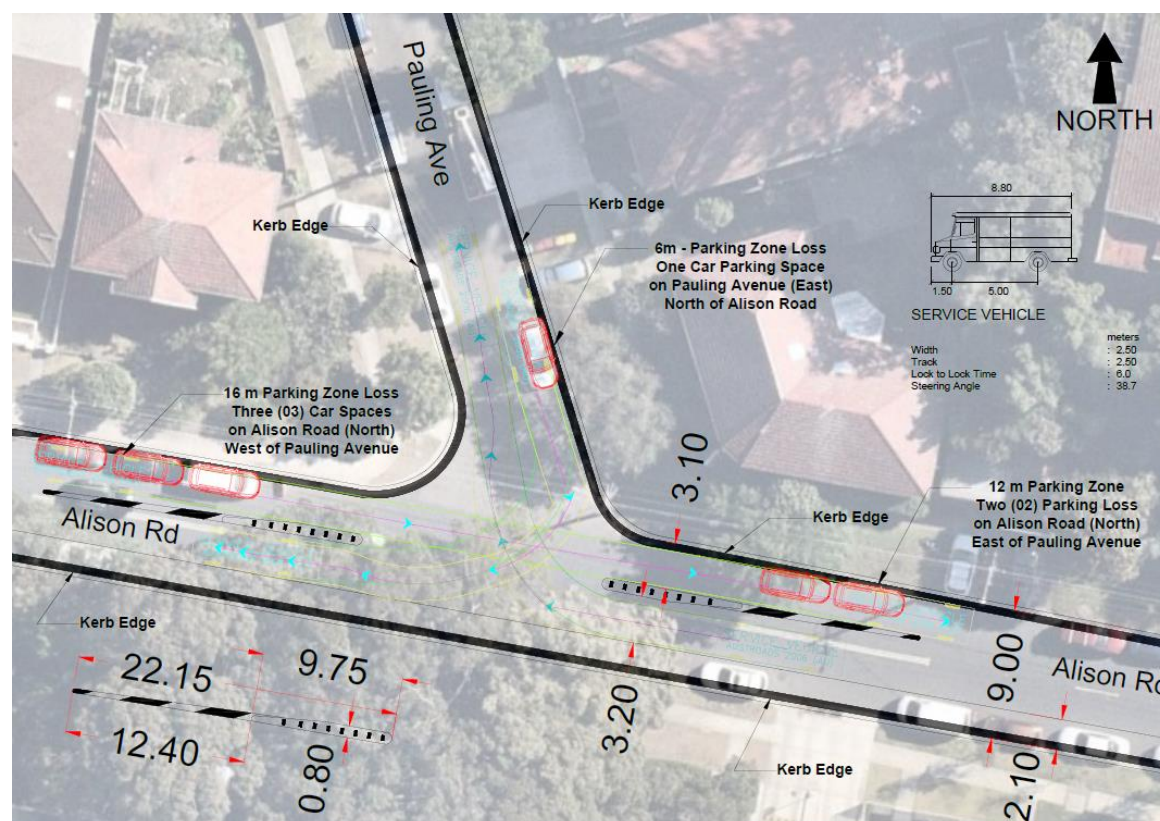 Pauling Ave
NORTH
Kerb Edge
Kerb Edge
6m - Parking Zone Loss
One Car Parking Space
on Pauling Avenue (East)
North of Alison Road
8.80
1.50
5.00
SERVICE VEHICLE
meters
Width : 2.50
Track : 2.50
Lock to Lock Time : 6.0
Steering Angle : 38.7
16 m Parking Zone Loss
Three (03) Car Spaces
on Alison Road (North)
West of Pauling Avenue
3.10
12 m Parking Zone
Two (02) Parking Loss
on Alison Road (North)
East of Pauling Avenue
Kerb Edge
Alison Rd
Kerb Edge
22.15
9.75
12.40
0.80
3.20
9.00
Alison Rd
Kerb Edge
2.10